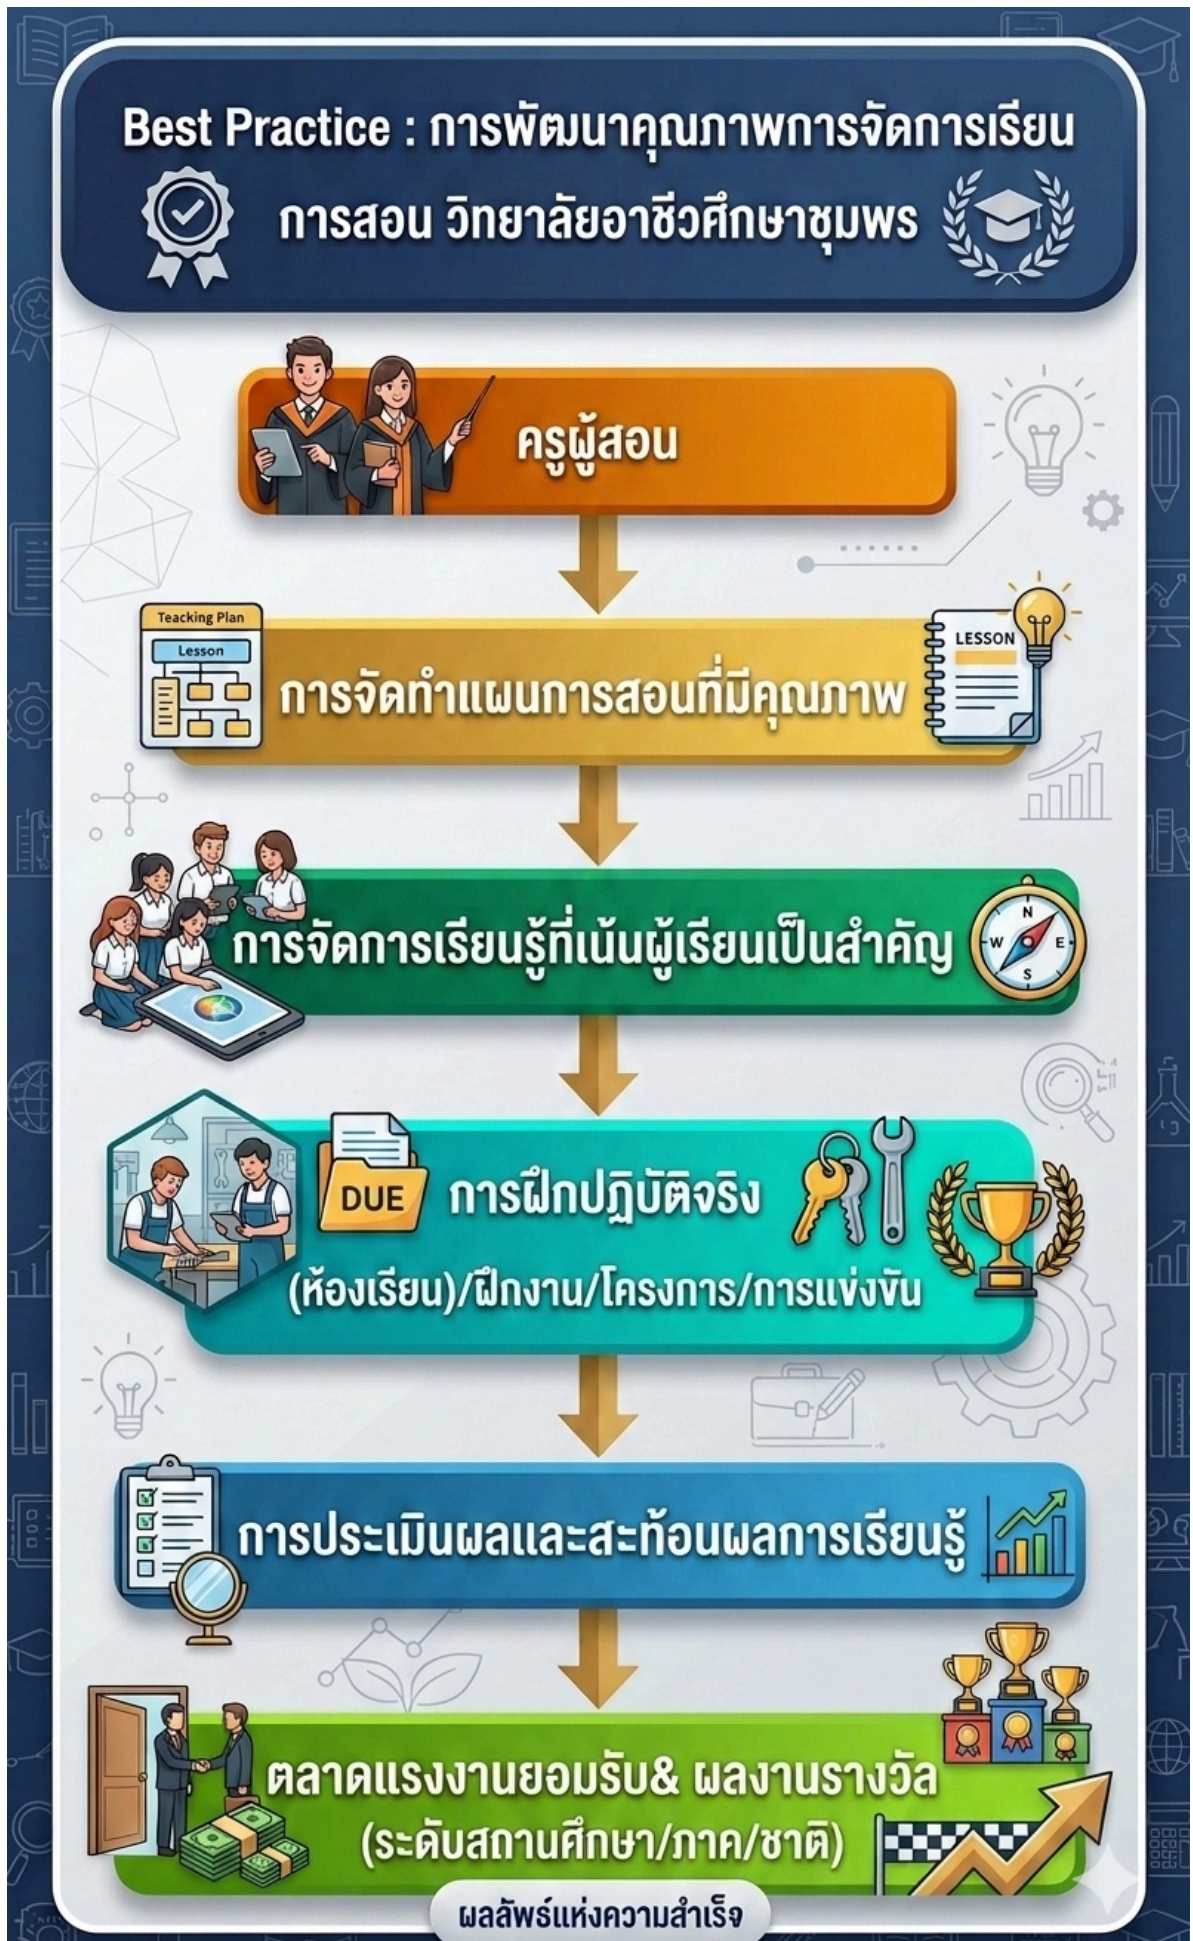 Best Practice : การพัฒนาคุณภาพการจัดการเรียน
การสอน วิทยาลัยอาชีวศึกษาชุมพร
ครูผู้สอน
Teacking Plan
Lesson
การจัดทำแผนการสอนที่มีคุณภาพ
LESSON
การจัดการเรียนรู้ที่เน้นผู้เรียนเป็นสำคัญ
N
W E
S
DUE
การฝึกปฏิบัติจริง
(ห้องเรียน)/ฝึกงาน/โครงการ/การแข่งขัน
การประเมินผลและสะท้อนผลการเรียนรู้
ตลาดแรงงานยอมรับ& ผลงานรางวัล
(ระดับสถานศึกษา/ภาค/ชาติ)
ผลลัพธ์แห่งความสำเร็จ